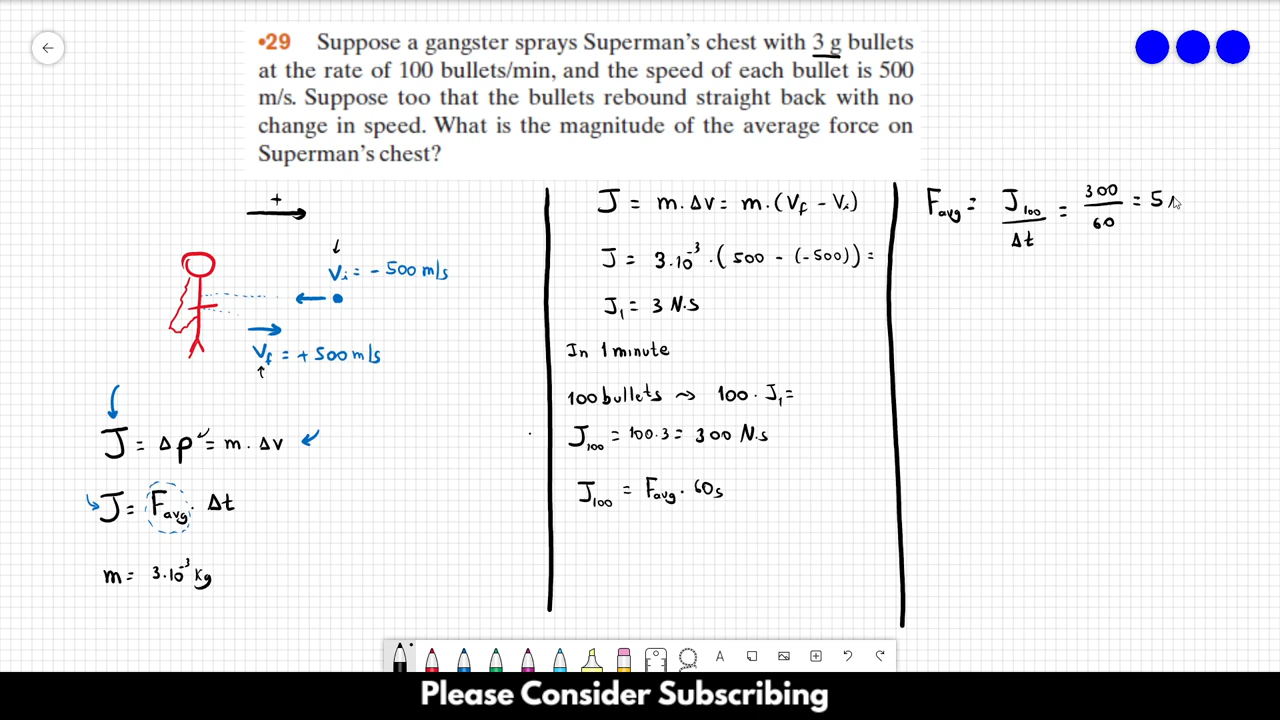 •29 Suppose a gangster sprays Superman's chest with 3 g bullets
at the rate of 100 bullets/min, and the speed of each bullet is 500
m/s. Suppose too that the bullets rebound straight back with no
change in speed. What is the magnitude of the average force on
Superman's chest?
+
Vi = - 500 m/s
Vf = + 500 m/s
J = Δp = m . Δv
J = Favg . Δt
m = 3.10⁻³ Kg
J = m . Δv = m . (Vf - Vi)
J = 3.10⁻³ . (500 - (-500)) =
J₁ = 3 N.s
In 1 minute
100 bullets ~> 100 . J₁ =
J₁₀₀ = 100.3 = 300 N.s
J₁₀₀ = Favg . 60s
Favg = J₁₀₀/Δt = 300/60 = 5
A
Please Consider Subscribing